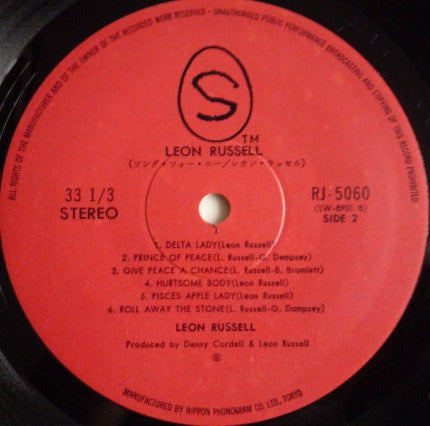 ALL RIGHTS OF THE MANUFACTURER AND OF THE OWNER OF THE RECORDED WORK RESERVED • UNAUTHORISED PUBLIC PERFORMANCE, BROADCASTING AND COPYING OF THIS RECORD PROHIBITED
S
TM
LEON RUSSELL
(ソング・フォー・ユー/レオン・ラッセル)
33 1/3
STEREO
RJ-5060
(SW-8901 B)
SIDE 2
1. DELTA LADY(Leon Russell)
2. PRINCE OF PEACE(L. Russell-G. Dempsey)
3. GIVE PEACE A CHANCE(L. Russell-B. Bramlett)
4. HURTSOME BODY(Leon Russell)
5. PISCES APPLE LADY(Leon Russell)
6. ROLL AWAY THE STONE(L. Russell-G. Dampsey)
LEON RUSSELL
Produced by Denny Cordell & Leon Russell
MANUFACTURED BY NIPPON PHONOGRAM CO. LTD., TOKYO